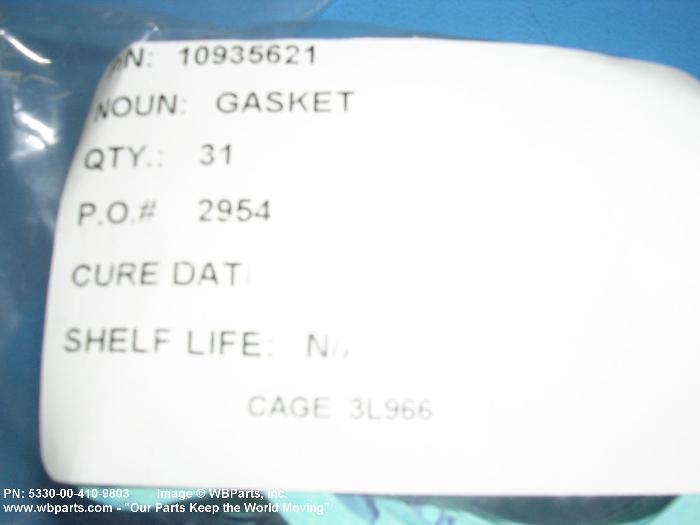 P/N: 10935621
NOUN: GASKET
QTY.: 31
P.O.# 2954
CURE DAT
SHELF LIFE: N/
CAGE 3L966
PN: 5330-00-410-9803 Image © WBParts, Inc.
www.wbparts.com - "Our Parts Keep the World Moving"